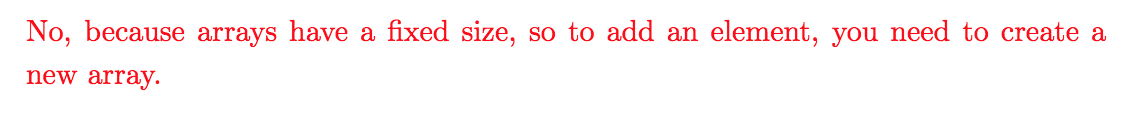 No, because arrays have a fixed size, so to add an element, you need to create a
new array.